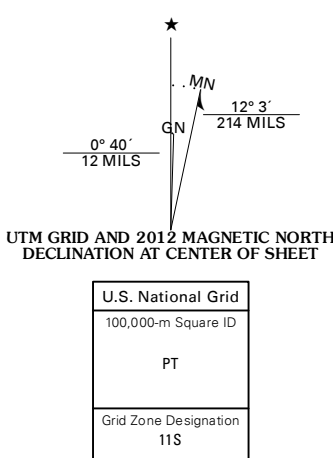 ★
MN
GN
12° 3´
214 MILS
0° 40´
12 MILS
UTM GRID AND 2012 MAGNETIC NORTH
DECLINATION AT CENTER OF SHEET
U.S. National Grid
100,000-m Square ID
PT
Grid Zone Designation
11S